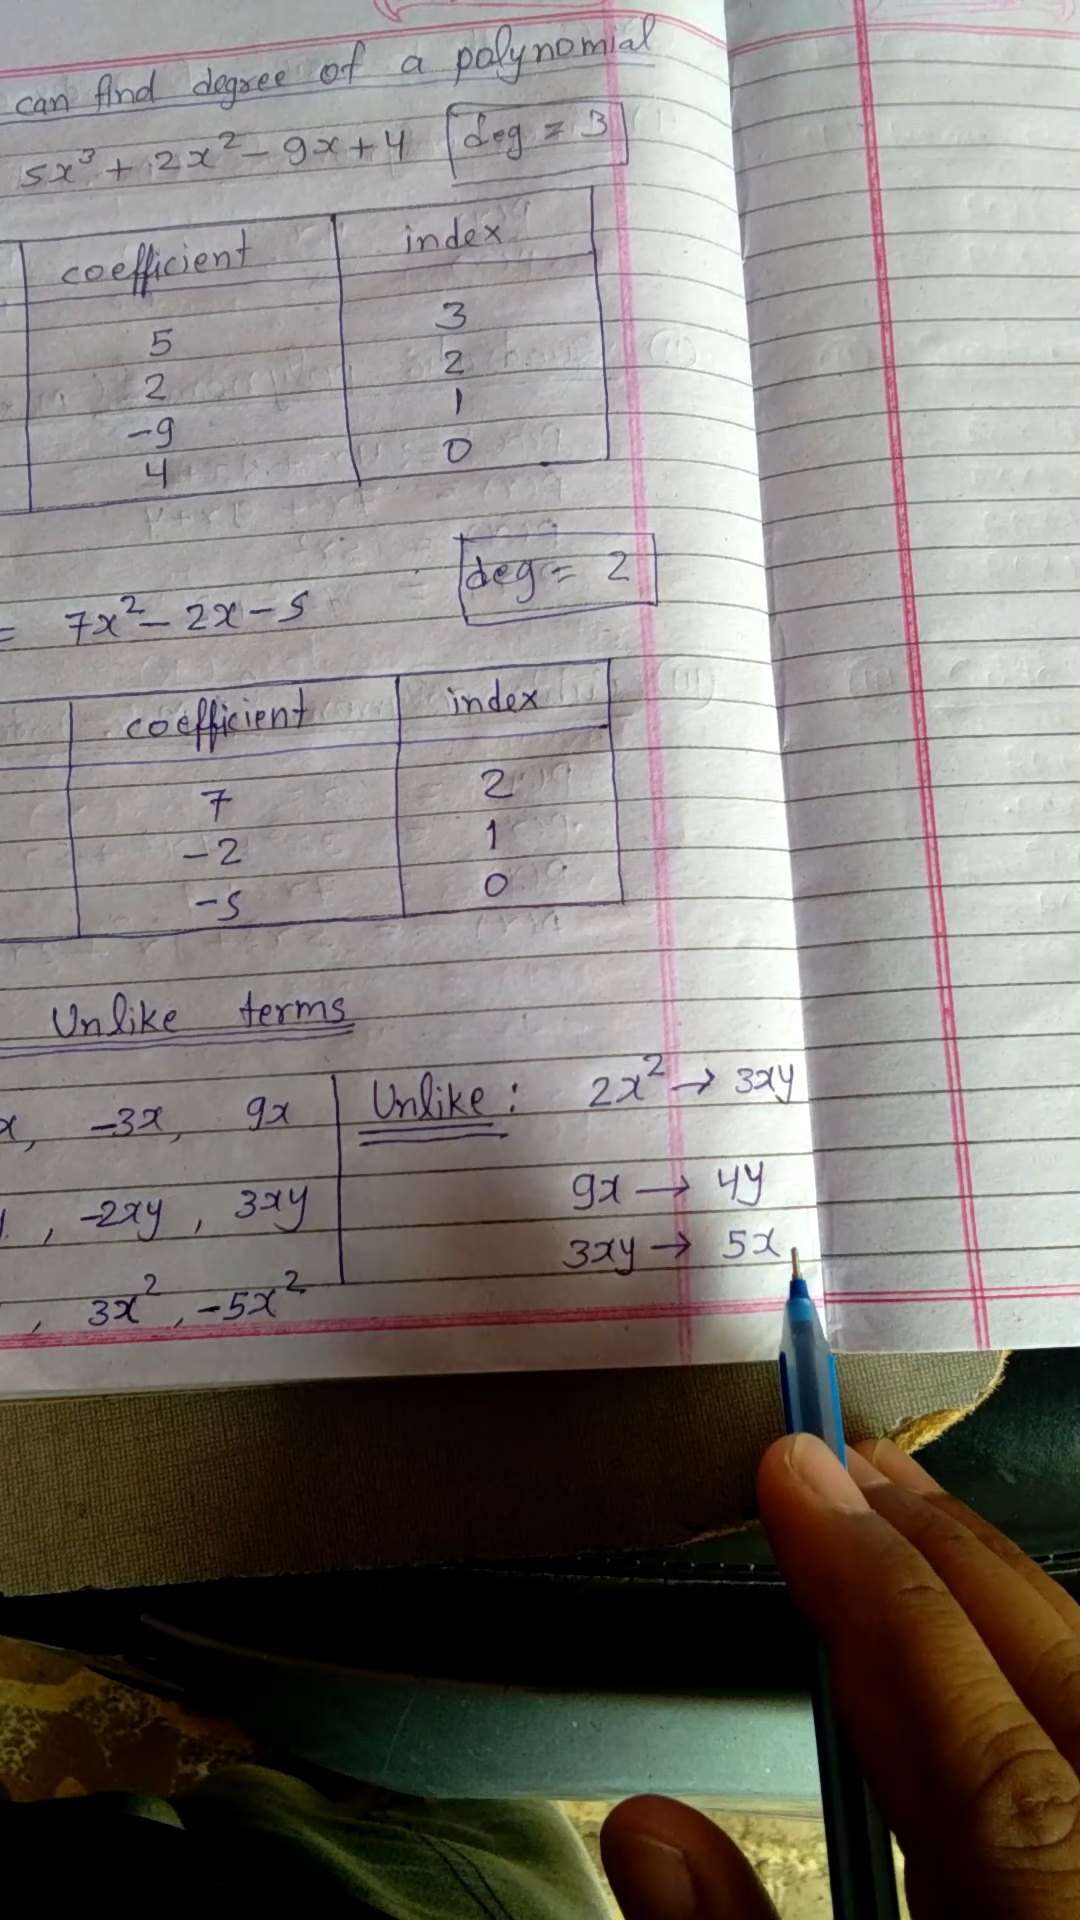 can find degree of a polynomial
5x³ + 2x² - 9x + 4 deg = 3
coefficient index
5 3
2 2
-9 1
4 0
= 7x² - 2x - 5 deg = 2
coefficient index
7 2
-2 1
-5 0
Unlike terms
x, -3x, 9x Unlike: 2x² → 3xy
, -2xy, 3xy 9x → 4y
3xy → 5x
, 3x², -5x²